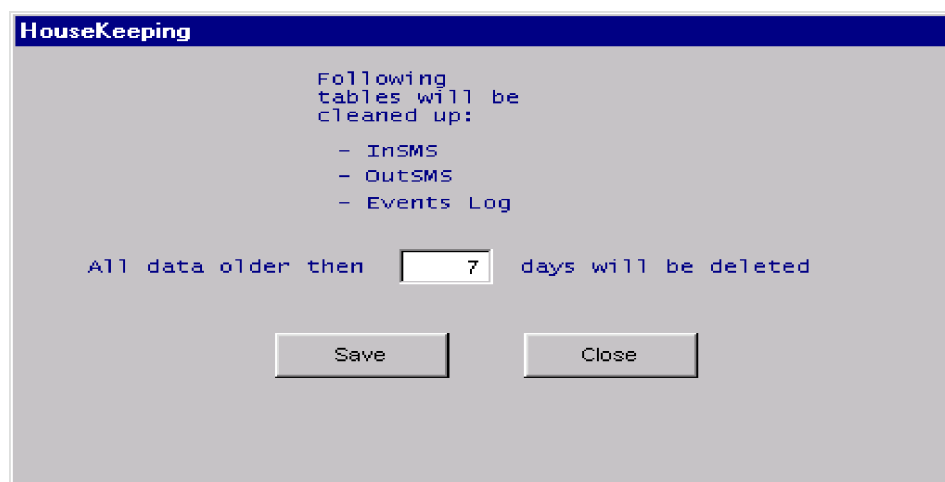 HouseKeeping
Following
tables will be
cleaned up:
- InSMS
- OutSMS
- Events Log
All data older then 7 days will be deleted
Save Close